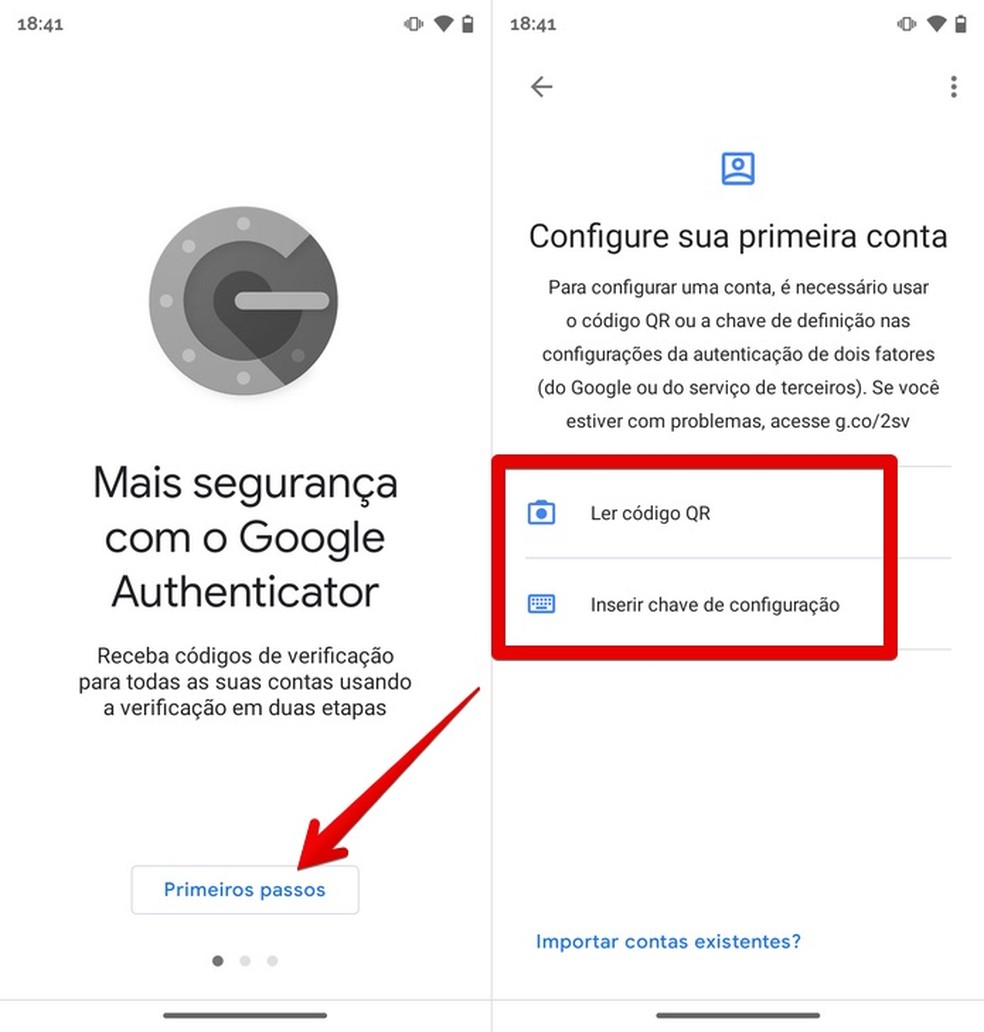 18:41
Mais segurança
com o Google
Authenticator
Receba códigos de verificação
para todas as suas contas usando
a verificação em duas etapas
Primeiros passos
18:41
Configure sua primeira conta
Para configurar uma conta, é necessário usar
o código QR ou a chave de definição nas
configurações da autenticação de dois fatores
(do Google ou do serviço de terceiros). Se você
estiver com problemas, acesse g.co/2sv
Ler código QR
Inserir chave de configuração
Importar contas existentes?